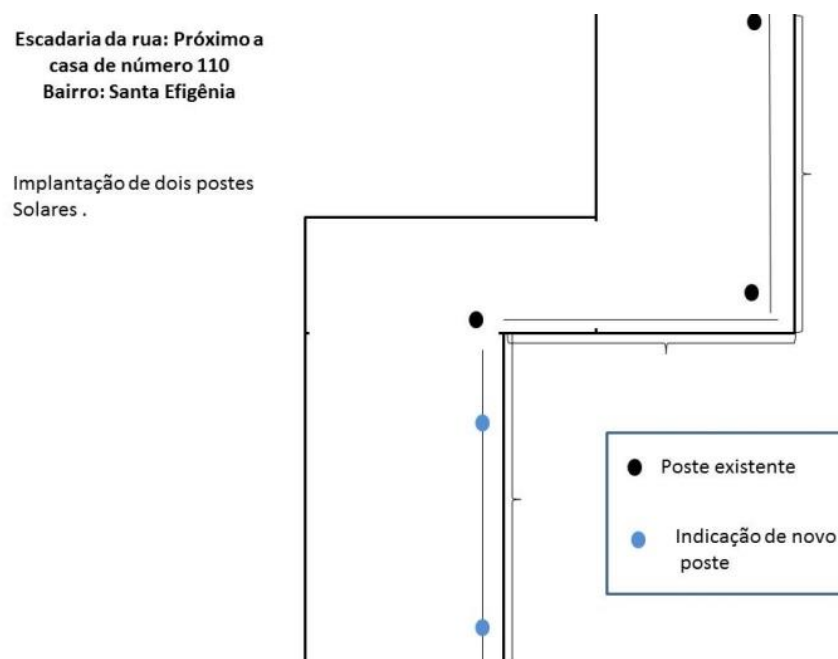 Escadaria da rua: Próximo a
casa de número 110
Bairro: Santa Efigênia
Implantação de dois postes
Solares .
Poste existente
Indicação de novo
poste